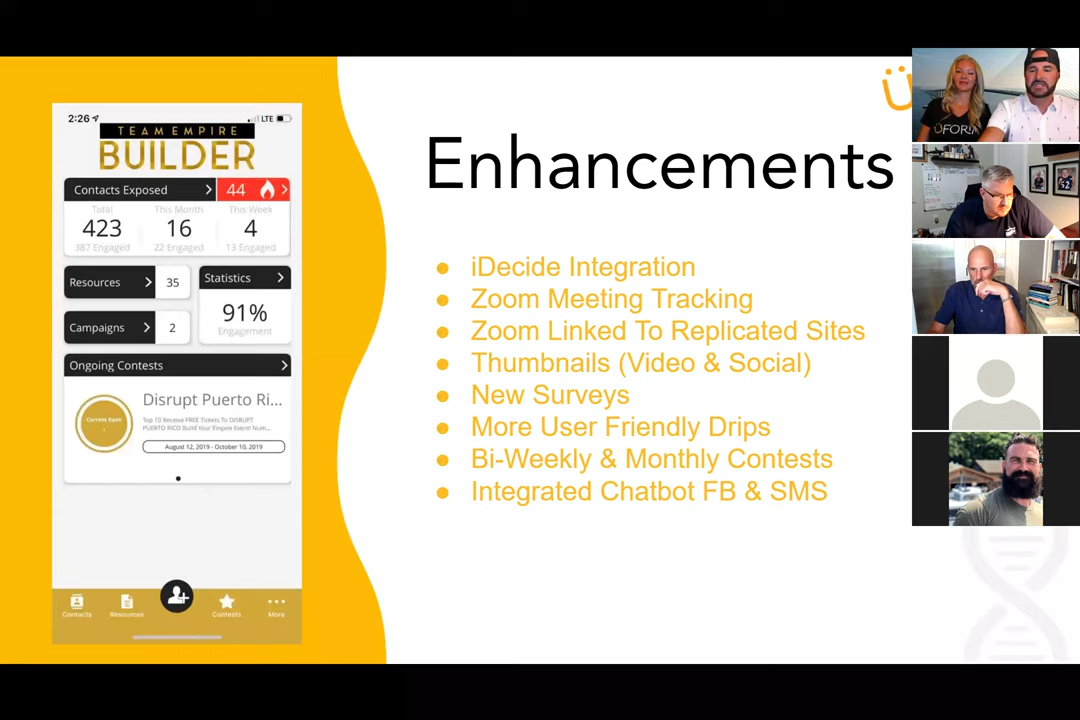 2:26
LTE
TEAM EMPIRE
BUILDER
Contacts Exposed
44
Total
This Month
This Week
423
16
4
387 Engaged
22 Engaged
13 Engaged
Resources
35
Statistics
91%
Engagement
Campaigns
2
Ongoing Contests
Disrupt Puerto Ri...
Top 10 Receive FREE Tickets To DISRUPT
PUERTO RICO Build Your Empire Event! Num...
August 12, 2019 - October 10, 2019
Contacts
Resources
Contests
More
Ü
Enhancements
● iDecide Integration
● Zoom Meeting Tracking
● Zoom Linked To Replicated Sites
● Thumbnails (Video & Social)
● New Surveys
● More User Friendly Drips
● Bi-Weekly & Monthly Contests
● Integrated Chatbot FB & SMS
ÜFORIA